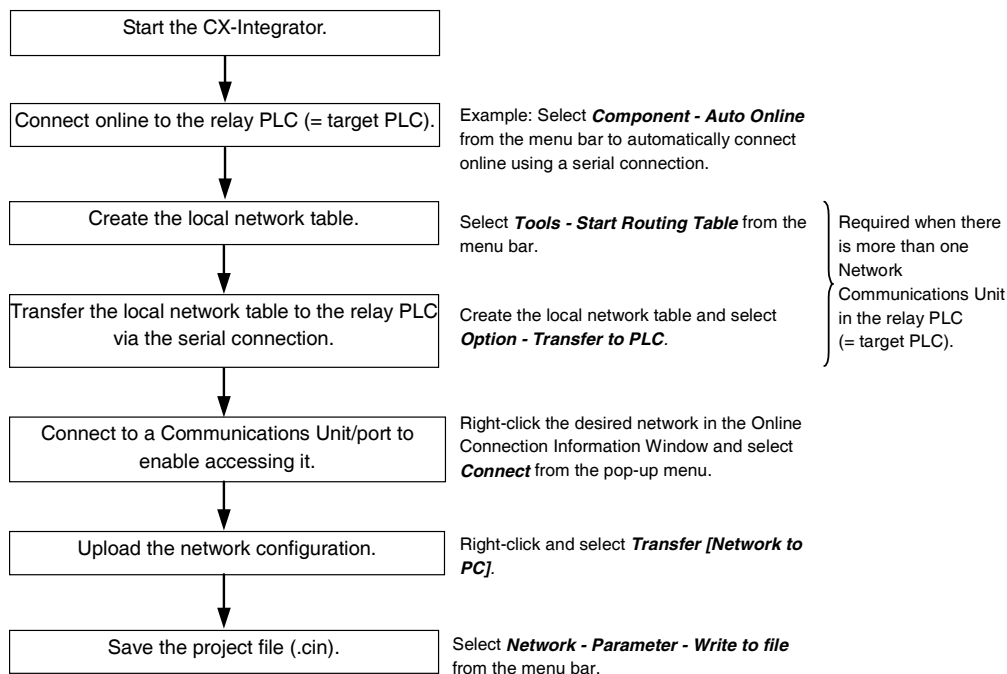 Start the CX-Integrator.
Connect online to the relay PLC (= target PLC).
Example: Select Component - Auto Online
from the menu bar to automatically connect
online using a serial connection.
Create the local network table.
Select Tools - Start Routing Table from the
menu bar.
Required when there
is more than one
Network
Communications Unit
in the relay PLC
(= target PLC).
Transfer the local network table to the relay PLC
via the serial connection.
Create the local network table and select
Option - Transfer to PLC.
Connect to a Communications Unit/port to
enable accessing it.
Right-click the desired network in the Online
Connection Information Window and select
Connect from the pop-up menu.
Upload the network configuration.
Right-click and select Transfer [Network to
PC].
Save the project file (.cin).
Select Network - Parameter - Write to file
from the menu bar.